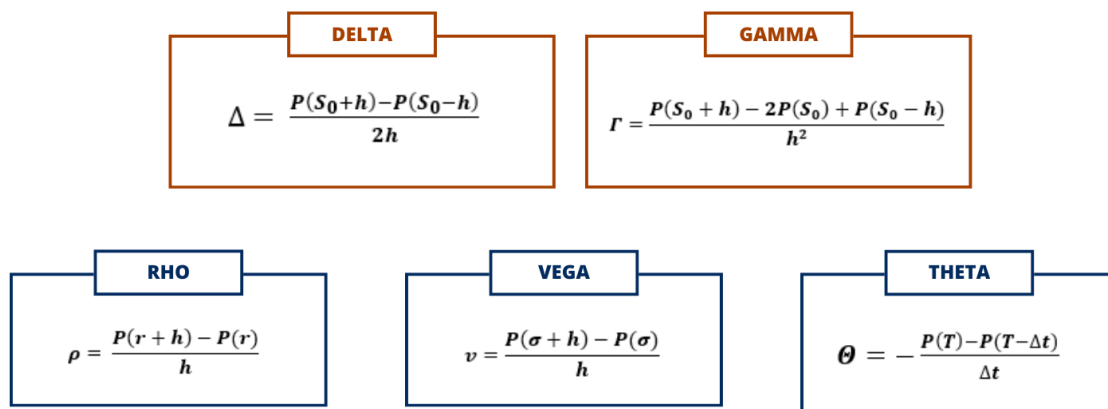 DELTA
Δ = P(S₀+h)−P(S₀−h) / 2h
GAMMA
Γ = P(S₀ + h) − 2P(S₀) + P(S₀ − h) / h²
RHO
ρ = P(r + h) − P(r) / h
VEGA
ν = P(σ + h) − P(σ) / h
THETA
Θ = − P(T)−P(T−Δt) / Δt